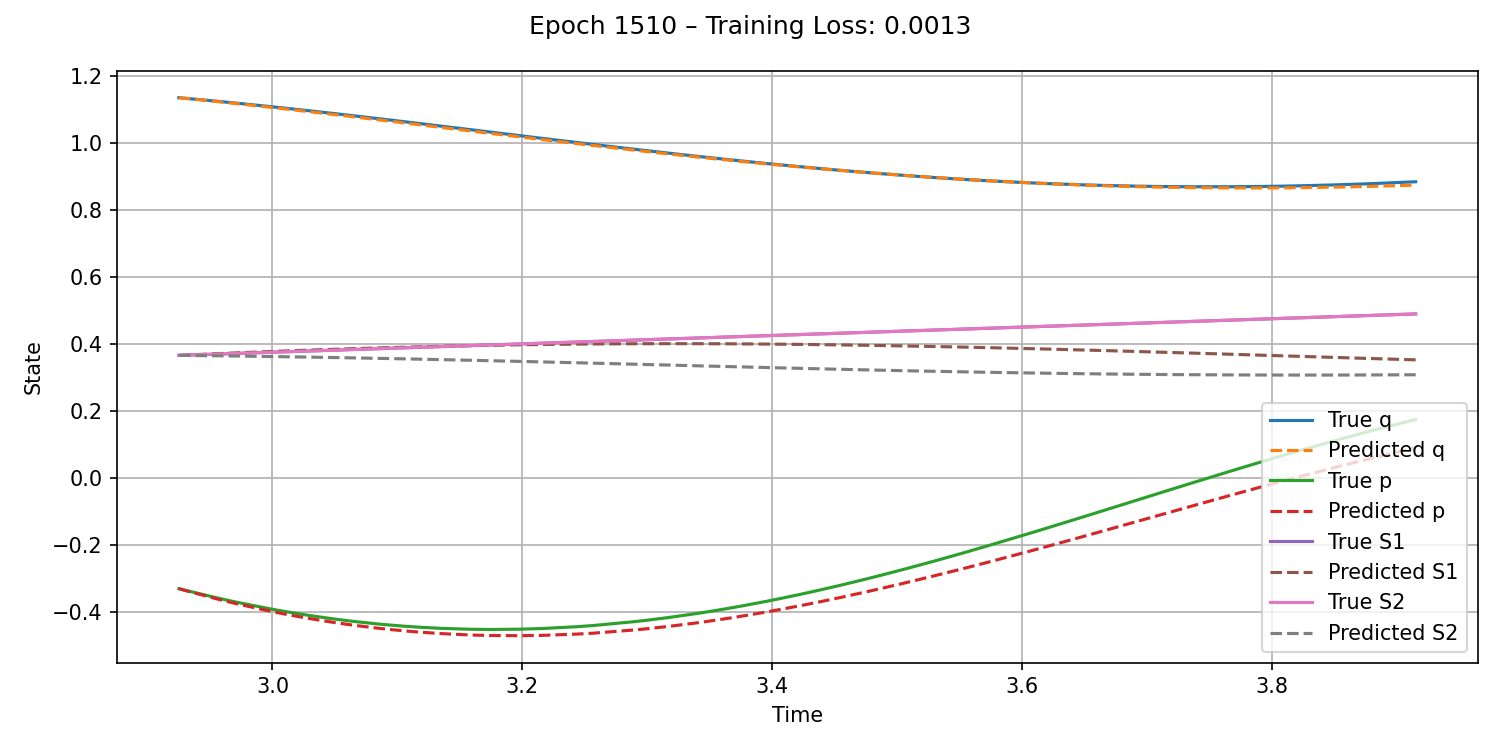 Epoch 1510 – Training Loss: 0.0013
1.2
1.0
0.8
0.6
0.4
0.2
0.0
−0.2
−0.4
State
3.0
3.2
3.4
3.6
3.8
Time
True q
Predicted q
True p
Predicted p
True S1
Predicted S1
True S2
Predicted S2